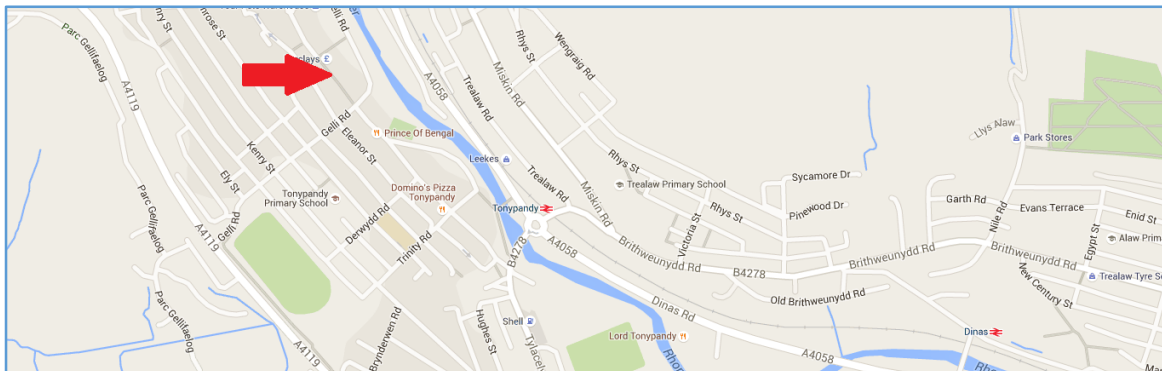 Parc Gellifaelog
A4119
Gelli Rd
A4058
Rhys St
Wengraig Rd
Miskin Rd
Trealaw Rd
Llys Alaw
Park Stores
Prince Of Bengal
Gelli Rd
Eleanor St
Kenry St
Ely St
Leekes
Rhys St
Trealaw Primary School
Sycamore Dr
Tonypandy
Primary School
Domino's Pizza
Tonypandy
Trealaw Rd
Miskin Rd
Tonypandy
Rhys St
Victoria St
Pinewood Dr
Garth Rd
Evans Terrace
Enid St
Nile Rd
Egypt St
Parc Gellifaelog
A4119
Gelli Rd
Derwydd Rd
Trinity Rd
B4278
A4058
Brithweunydd Rd
B4278
Brithweunydd Rd
New Century St
Old Brithweunydd Rd
Dinas Rd
Parc Gellifaelog
Hughes St
Shell
Lord Tonypandy
Dinas
A4119
Brynderwen Rd
A4058